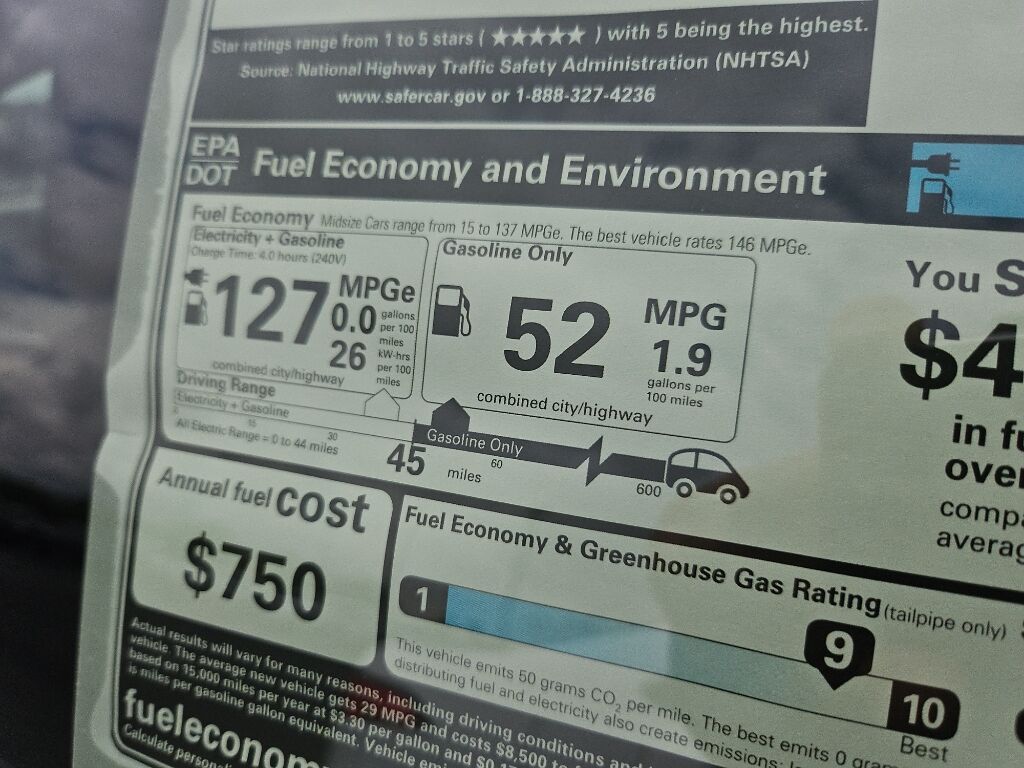 Star ratings range from 1 to 5 stars ( ★★★★★ ) with 5 being the highest.
Source: National Highway Traffic Safety Administration (NHTSA)
www.safercar.gov or 1-888-327-4236
EPA
DOT
Fuel Economy and Environment
Fuel Economy Midsize Cars range from 15 to 137 MPGe. The best vehicle rates 146 MPGe.
Electricity + Gasoline
Charge Time: 4.0 hours (240V)
127 MPGe
0.0 gallons per 100 miles
26 kW-hrs per 100 miles
combined city/highway
Gasoline Only
52 MPG
1.9
gallons per
100 miles
combined city/highway
You S
$4
in fu
over
compa
averag
Driving Range
Electricity + Gasoline
15
30
All Electric Range = 0 to 44 miles
Gasoline Only
45 miles
60
600
Annual fuel cost
$750
Fuel Economy & Greenhouse Gas Rating (tailpipe only)
1
9
10
Best
This vehicle emits 50 grams CO2 per mile. The best emits 0 gram
distributing fuel and electricity also create emissions;
Actual results will vary for many reasons, including driving conditions and
vehicle. The average new vehicle gets 29 MPG and costs $8,500 to
based on 15,000 miles per year at $3.30 per gallon and $0.
is miles per gasoline gallon equivalent. Vehicle emi
fueleconom
Calculate person